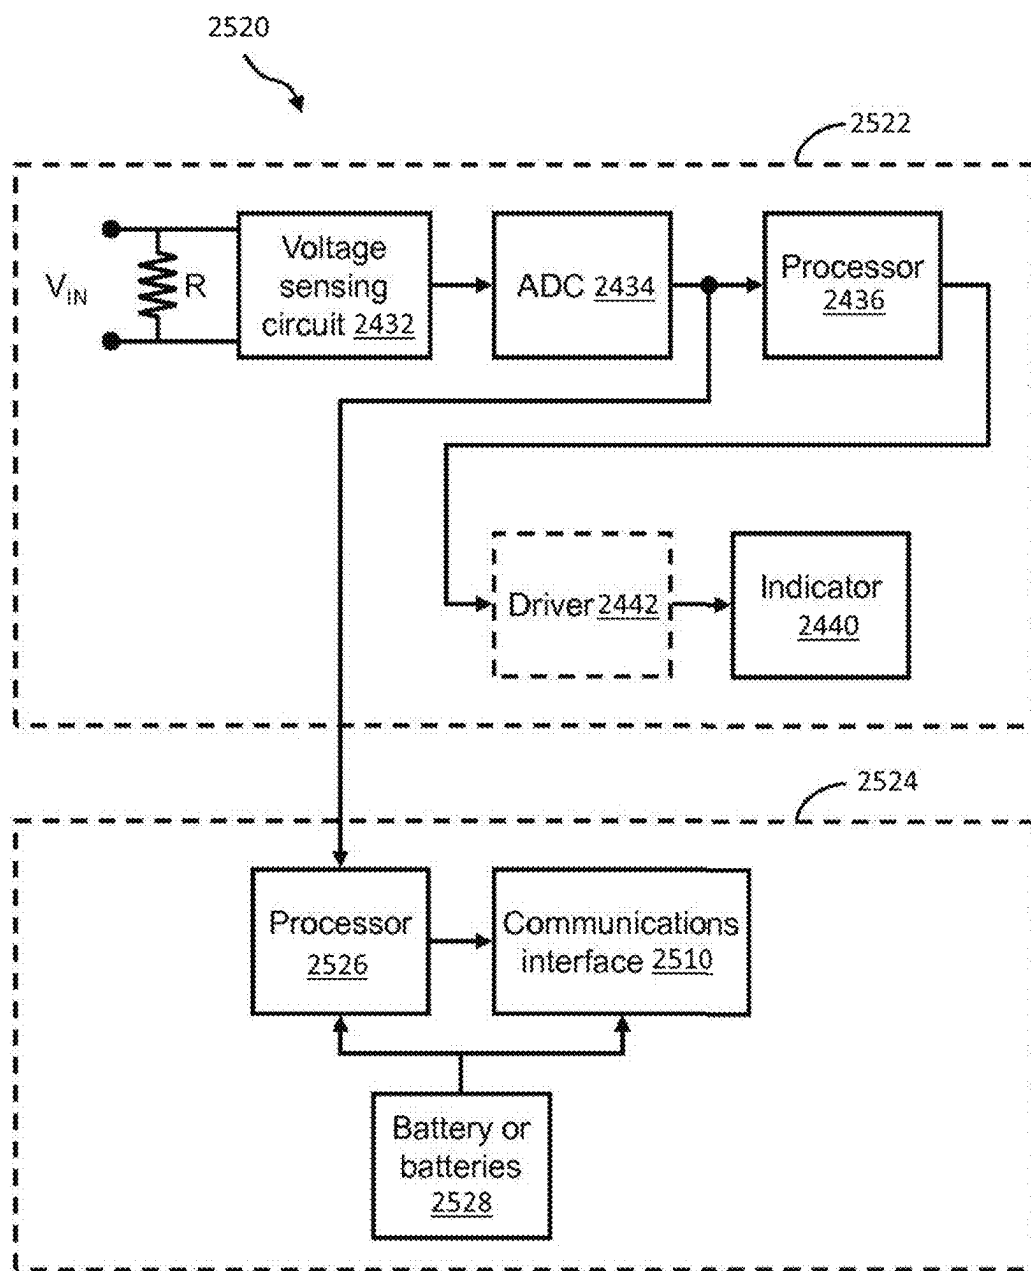 2520
2522
V_IN
R
Voltage
sensing
circuit 2432
ADC 2434
Processor
2436
Driver 2442
Indicator
2440
2524
Processor
2526
Communications
interface 2510
Battery or
batteries
2528